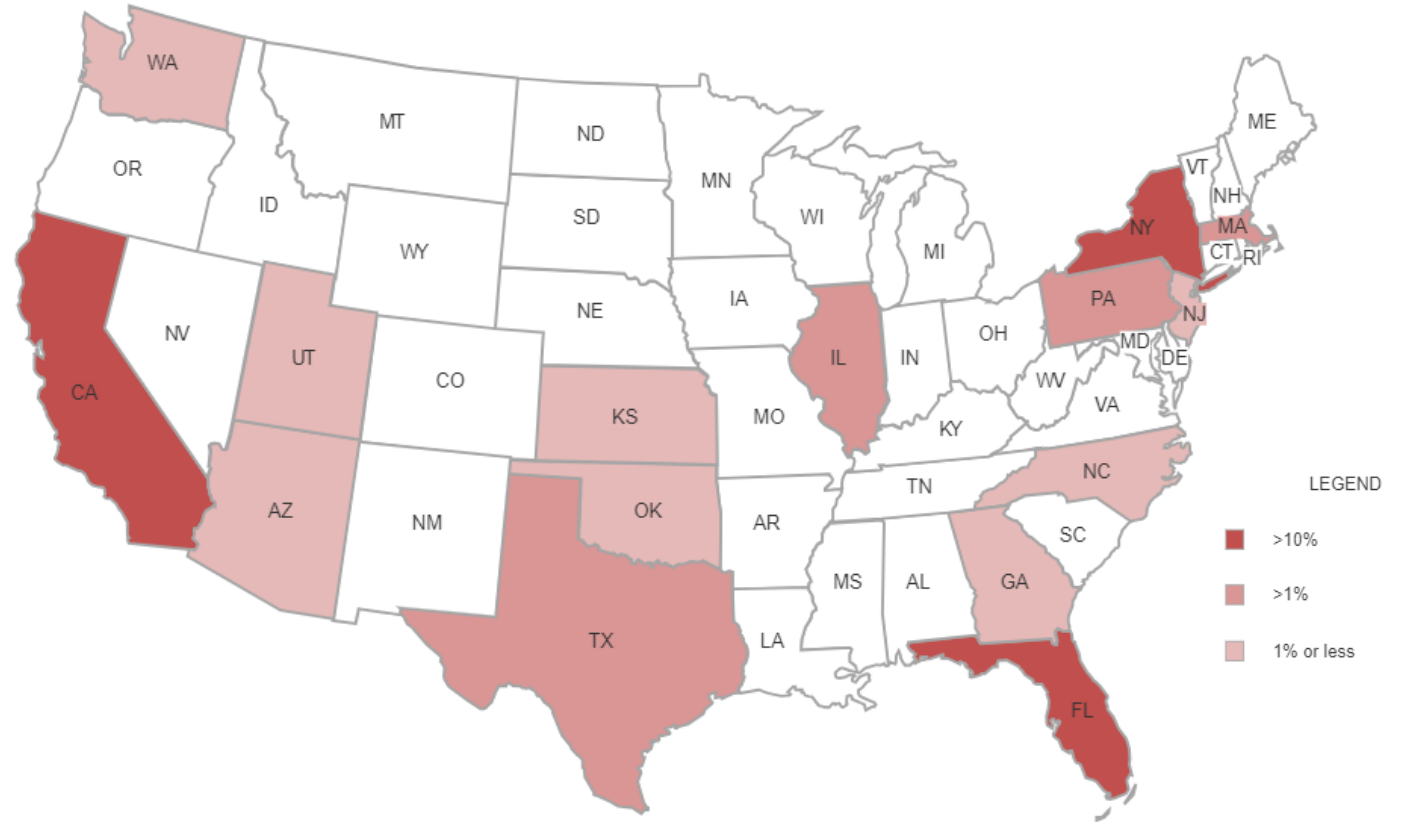 WA
ME
MT
ND
OR
VT
MN
NH
ID
SD
WI
NY
MA
WY
MI
CT
RI
IA
PA
NE
NJ
NV
OH
MD
UT
IL
IN
DE
CO
WV
CA
VA
KS
MO
KY
NC
TN
LEGEND
AZ
OK
NM
AR
SC
>10%
MS
AL
GA
>1%
TX
LA
1% or less
FL